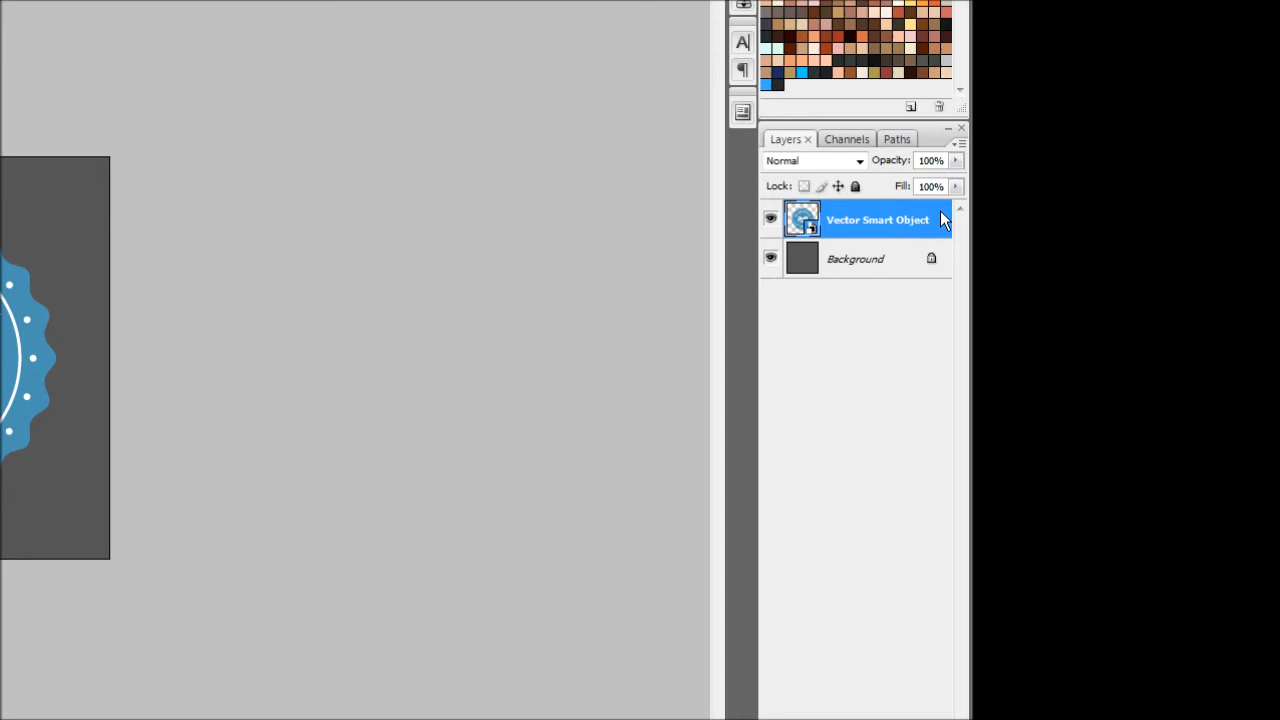 A
Layers Channels Paths
Normal Opacity: 100%
Lock: Fill: 100%
Vector Smart Object
Background